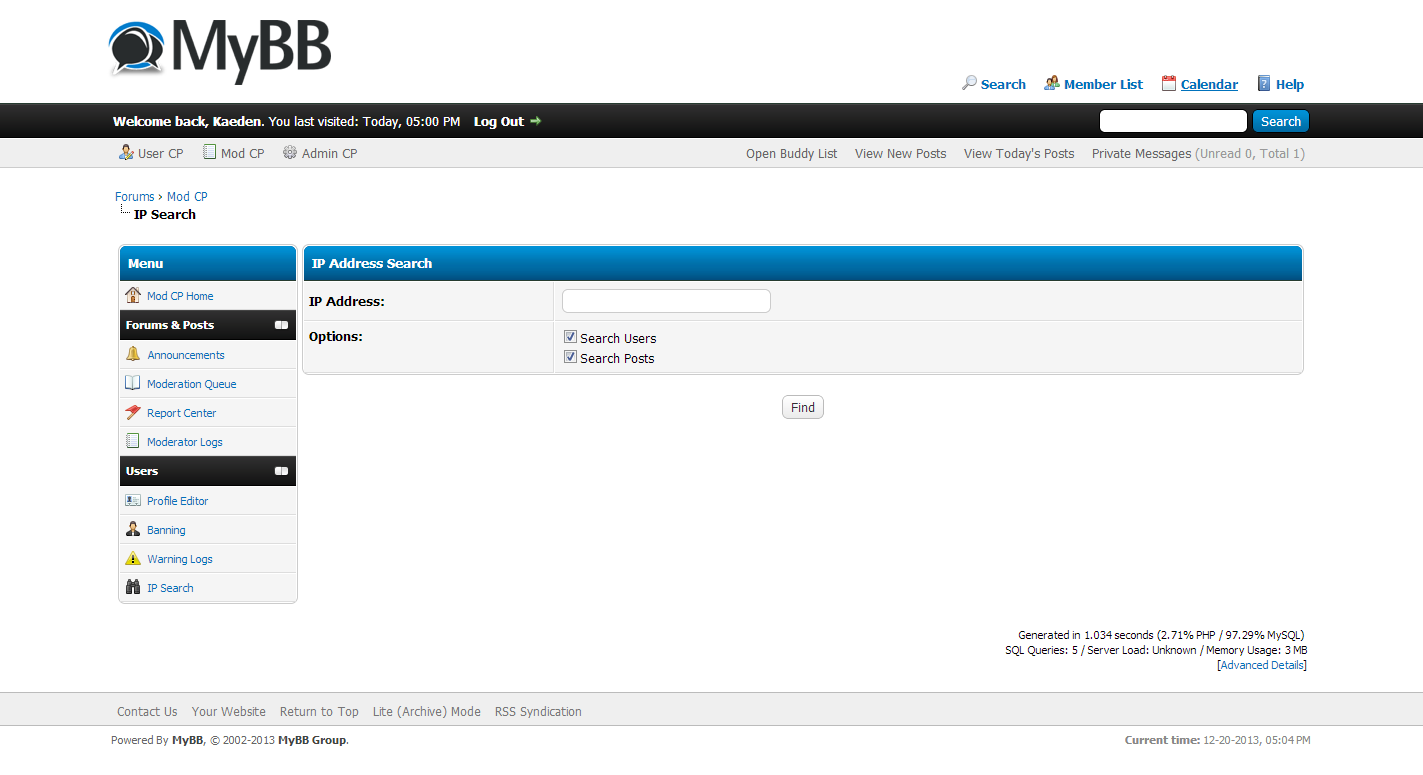 MyBB
Search Member List Calendar Help
Welcome back, Kaeden. You last visited: Today, 05:00 PM Log Out
Search
User CP Mod CP Admin CP
Open Buddy List View New Posts View Today's Posts Private Messages (Unread 0, Total 1)
Forums › Mod CP
IP Search
Menu
Mod CP Home
Forums & Posts
Announcements
Moderation Queue
Report Center
Moderator Logs
Users
Profile Editor
Banning
Warning Logs
IP Search
IP Address Search
IP Address:
Options:
Search Users
Search Posts
Find
Generated in 1.034 seconds (2.71% PHP / 97.29% MySQL)
SQL Queries: 5 / Server Load: Unknown / Memory Usage: 3 MB
[Advanced Details]
Contact Us Your Website Return to Top Lite (Archive) Mode RSS Syndication
Powered By MyBB, © 2002-2013 MyBB Group.
Current time: 12-20-2013, 05:04 PM